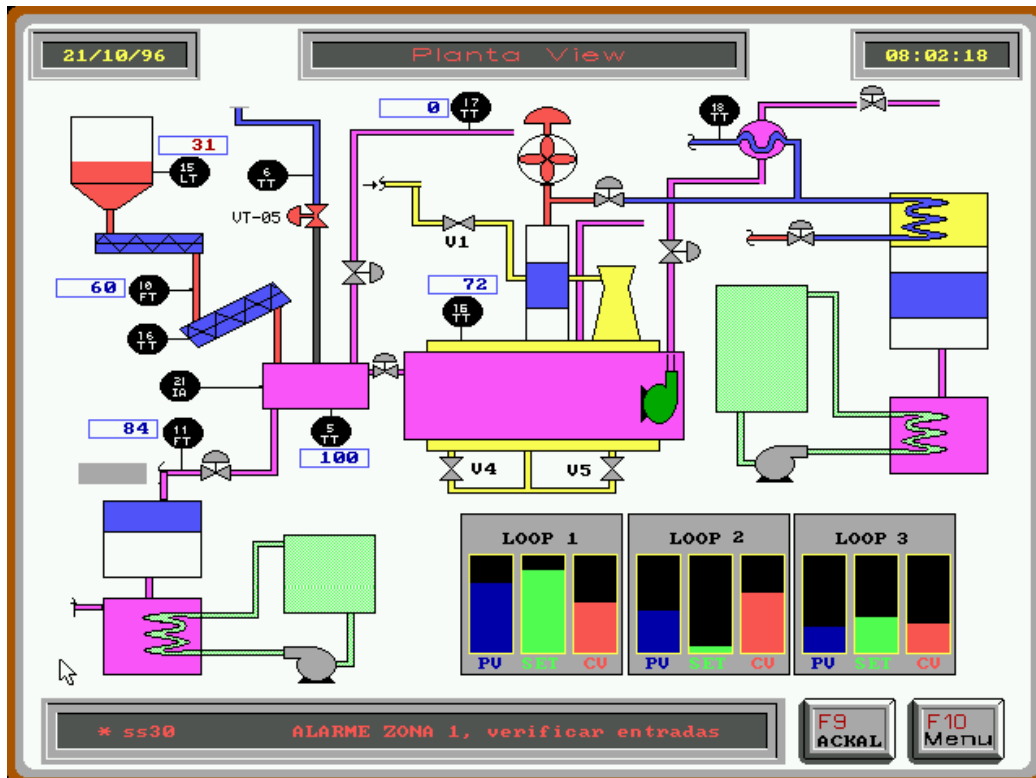 21/10/96
Planta View
08:02:18
0
17
TT
18
TT
31
15
LT
6
TT
VT-05
V1
60
10
FT
72
15
TT
16
TT
21
IA
84
11
FT
5
TT
100
V4
V5
LOOP 1
LOOP 2
LOOP 3
PV SET CV
PV SET CV
PV SET CV
* ss30 ALARME ZONA 1, verificar entradas
F9
ACKAL
F10
Menu